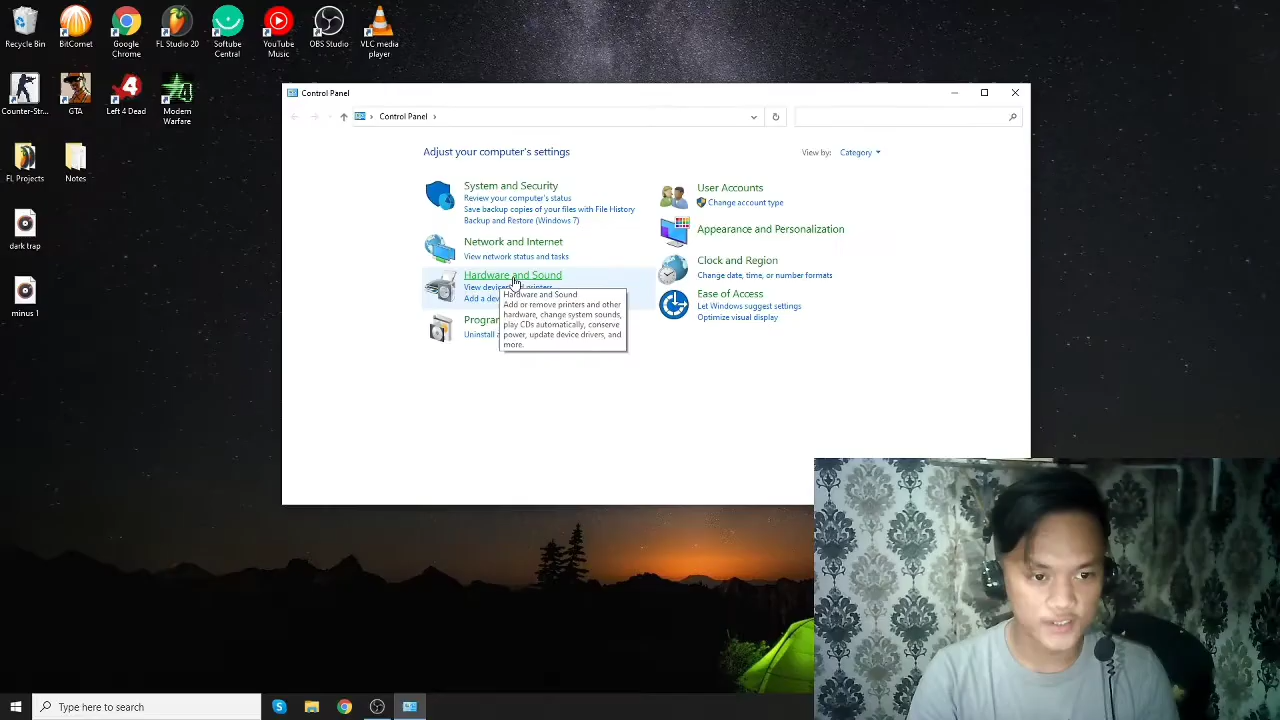 Recycle Bin
BitComet
Google
Chrome
FL Studio 20
Softube
Central
YouTube
Music
OBS Studio
VLC media
player
Counter-Str...
GTA
Left 4 Dead
Modern
Warfare
FL Projects
Notes
dark trap
minus 1
Control Panel
Control Panel
Adjust your computer's settings
View by:
Category
System and Security
Review your computer's status
Save backup copies of your files with File History
Backup and Restore (Windows 7)
Network and Internet
View network status and tasks
Hardware and Sound
View devices
Add a
Uninstall
Hardware and Sound
Add or remove printers and other
hardware, change system sounds,
play CDs automatically, conserve
power, update device drivers, and
more.
User Accounts
Change account type
Appearance and Personalization
Clock and Region
Change date, time, or number formats
Ease of Access
Let Windows suggest settings
Optimize visual display
Type here to search